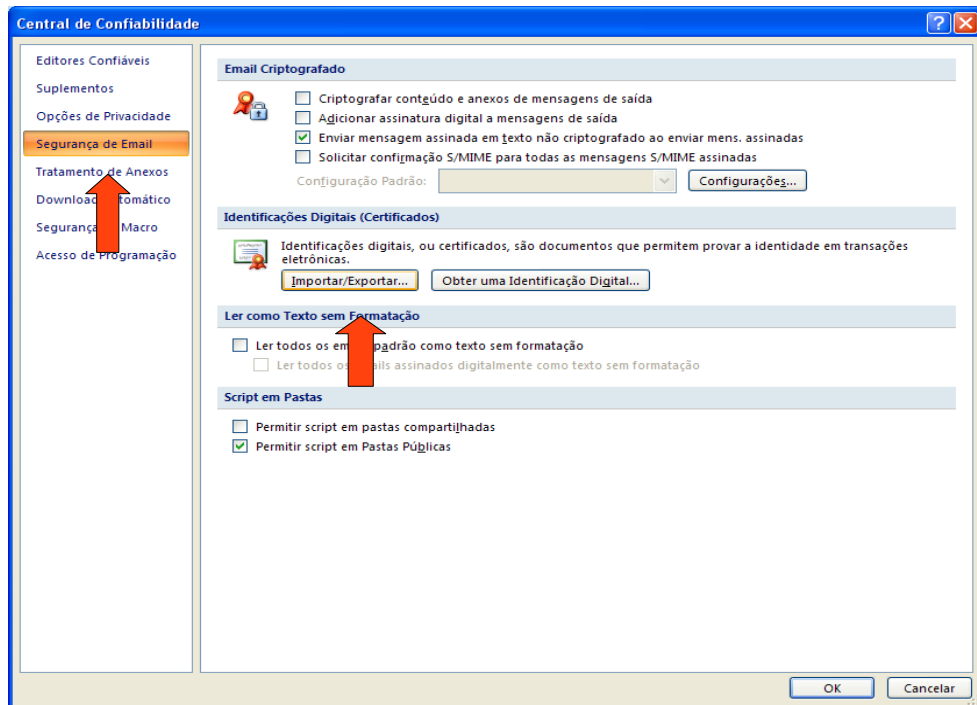 Central de Confiabilidade
Editores Confiáveis
Suplementos
Opções de Privacidade
Segurança de Email
Tratamento de Anexos
Downloa tomático
Segurança Macro
Acesso de Programação
Email Criptografado
Criptografar conteúdo e anexos de mensagens de saída
Adicionar assinatura digital a mensagens de saída
Enviar mensagem assinada em texto não criptografado ao enviar mens. assinadas
Solicitar confirmação S/MIME para todas as mensagens S/MIME assinadas
Configuração Padrão:
Configurações...
Identificações Digitais (Certificados)
Identificações digitais, ou certificados, são documentos que permitem provar a identidade em transações
eletrônicas.
Importar/Exportar...
Obter uma Identificação Digital...
Ler como Texto sem Formatação
Ler todos os em padrão como texto sem formatação
Ler todos os ails assinados digitalmente como texto sem formatação
Script em Pastas
Permitir script em pastas compartilhadas
Permitir script em Pastas Públicas
OK
Cancelar